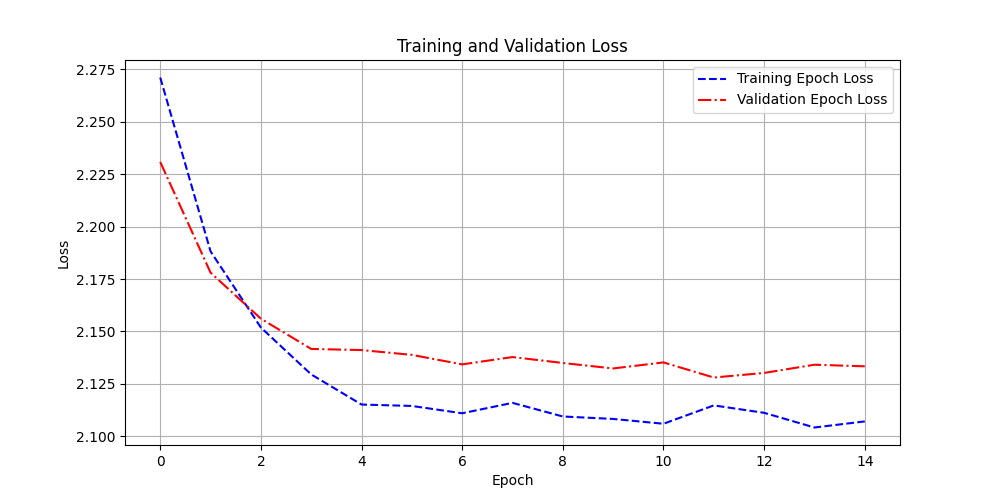 Training and Validation Loss
Training Epoch Loss
Validation Epoch Loss
2.275
2.250
2.225
2.200
2.175
2.150
2.125
2.100
Loss
0 2 4 6 8 10 12 14
Epoch